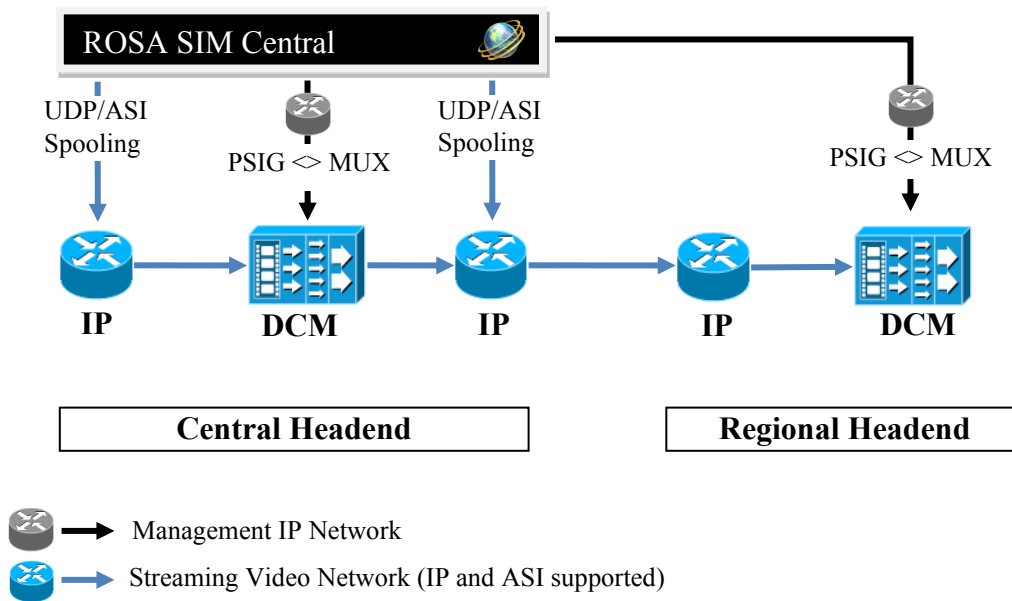 ROSA SIM Central
UDP/ASI
Spooling
PSIG <> MUX
UDP/ASI
Spooling
PSIG <> MUX
IP
DCM
IP
IP
DCM
Central Headend
Regional Headend
Management IP Network
Streaming Video Network (IP and ASI supported)